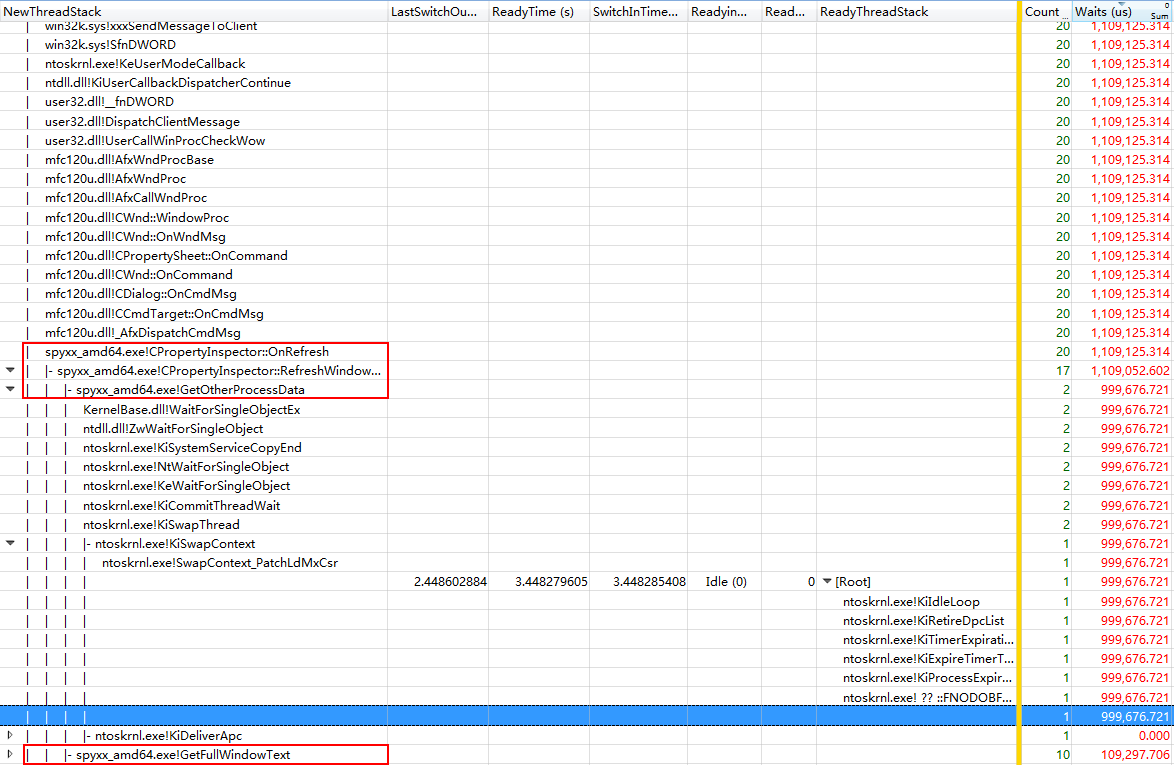 NewThreadStack LastSwitchOu... ReadyTime (s) SwitchInTime... Readyin... Read... ReadyThreadStack Count Waits (us) 0 Sum
| win32k.sys!xxxSendMessageToClient 20 1,109,125.314
| win32k.sys!SfnDWORD 20 1,109,125.314
| ntoskrnl.exe!KeUserModeCallback 20 1,109,125.314
| ntdll.dll!KiUserCallbackDispatcherContinue 20 1,109,125.314
| user32.dll!__fnDWORD 20 1,109,125.314
| user32.dll!DispatchClientMessage 20 1,109,125.314
| user32.dll!UserCallWinProcCheckWow 20 1,109,125.314
| mfc120u.dll!AfxWndProcBase 20 1,109,125.314
| mfc120u.dll!AfxWndProc 20 1,109,125.314
| mfc120u.dll!AfxCallWndProc 20 1,109,125.314
| mfc120u.dll!CWnd::WindowProc 20 1,109,125.314
| mfc120u.dll!CWnd::OnWndMsg 20 1,109,125.314
| mfc120u.dll!CPropertySheet::OnCommand 20 1,109,125.314
| mfc120u.dll!CWnd::OnCommand 20 1,109,125.314
| mfc120u.dll!CDialog::OnCmdMsg 20 1,109,125.314
| mfc120u.dll!CCmdTarget::OnCmdMsg 20 1,109,125.314
| mfc120u.dll!_AfxDispatchCmdMsg 20 1,109,125.314
| spyxx_amd64.exe!CPropertyInspector::OnRefresh 20 1,109,125.314
| |- spyxx_amd64.exe!CPropertyInspector::RefreshWindow... 17 1,109,052.602
| | |- spyxx_amd64.exe!GetOtherProcessData 2 999,676.721
| | | KernelBase.dll!WaitForSingleObjectEx 2 999,676.721
| | | ntdll.dll!ZwWaitForSingleObject 2 999,676.721
| | | ntoskrnl.exe!KiSystemServiceCopyEnd 2 999,676.721
| | | ntoskrnl.exe!NtWaitForSingleObject 2 999,676.721
| | | ntoskrnl.exe!KeWaitForSingleObject 2 999,676.721
| | | ntoskrnl.exe!KiCommitThreadWait 2 999,676.721
| | | ntoskrnl.exe!KiSwapThread 2 999,676.721
| | | |- ntoskrnl.exe!KiSwapContext 1 999,676.721
| | | | ntoskrnl.exe!SwapContext_PatchLdMxCsr 1 999,676.721
| | | | 2.448602884 3.448279605 3.448285408 Idle (0) 0 [Root] 1 999,676.721
| | | | ntoskrnl.exe!KiIdleLoop 1 999,676.721
| | | | ntoskrnl.exe!KiRetireDpcList 1 999,676.721
| | | | ntoskrnl.exe!KiTimerExpirati... 1 999,676.721
| | | | ntoskrnl.exe!KiExpireTimerT... 1 999,676.721
| | | | ntoskrnl.exe!KiProcessExpir... 1 999,676.721
| | | | ntoskrnl.exe! ?? ::FNODOBF... 1 999,676.721
| | | | 1 999,676.721
| | | |- ntoskrnl.exe!KiDeliverApc 1 0.000
| | |- spyxx_amd64.exe!GetFullWindowText 10 109,297.706